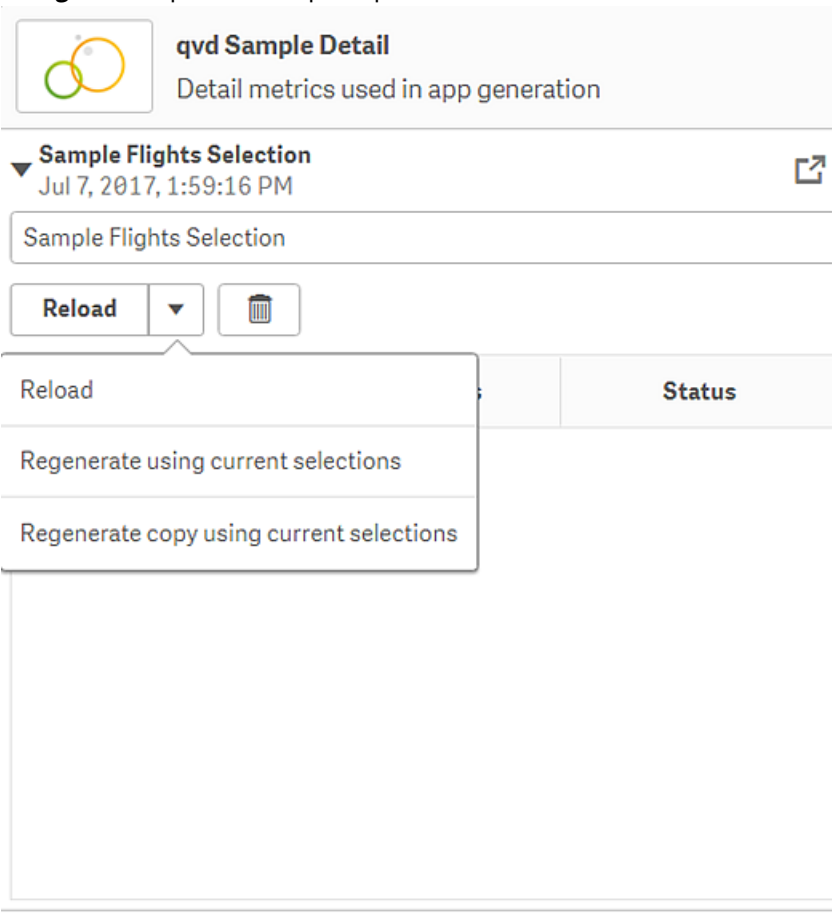 qvd Sample Detail
Detail metrics used in app generation
Sample Flights Selection
Jul 7, 2017, 1:59:16 PM
Sample Flights Selection
Reload
Reload
Status
Regenerate using current selections
Regenerate copy using current selections